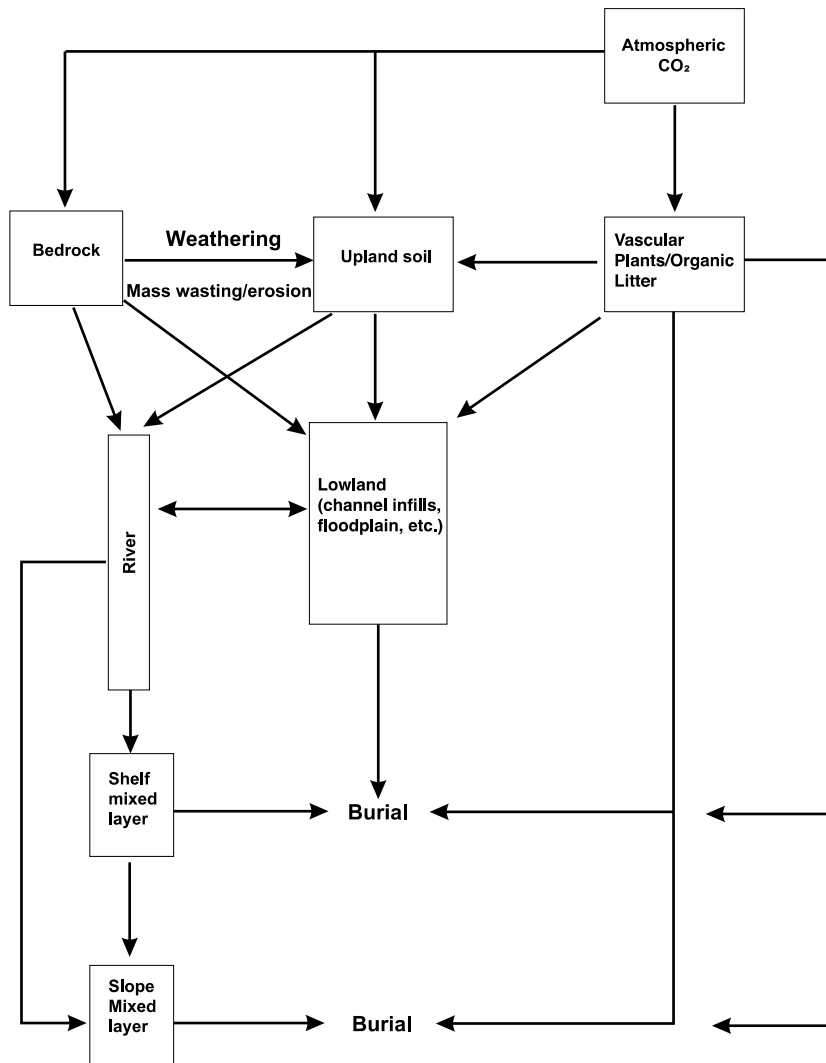 Atmospheric
CO₂
Bedrock
Weathering
Upland soil
Vascular
Plants/Organic
Litter
Mass wasting/erosion
Lowland
(channel infills,
floodplain, etc.)
River
Shelf
mixed
layer
Burial
Slope
Mixed
layer
Burial